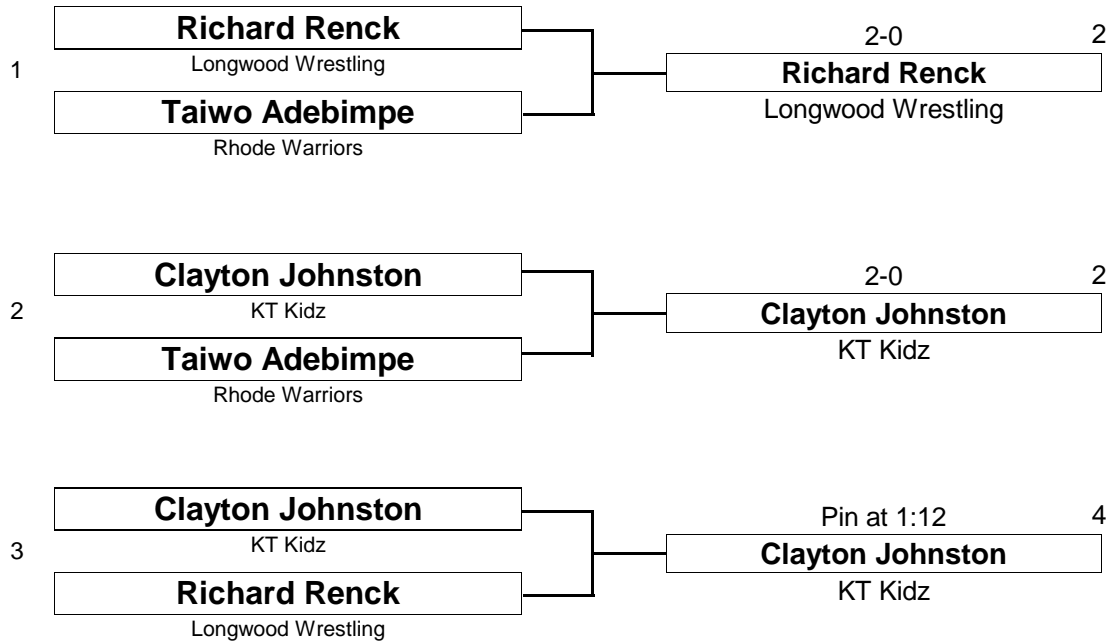 Richard Renck
Longwood Wrestling
1
Taiwo Adebimpe
Rhode Warriors
2-0 2
Richard Renck
Longwood Wrestling
Clayton Johnston
KT Kidz
2
Taiwo Adebimpe
Rhode Warriors
2-0 2
Clayton Johnston
KT Kidz
Clayton Johnston
KT Kidz
3
Richard Renck
Longwood Wrestling
Pin at 1:12 4
Clayton Johnston
KT Kidz